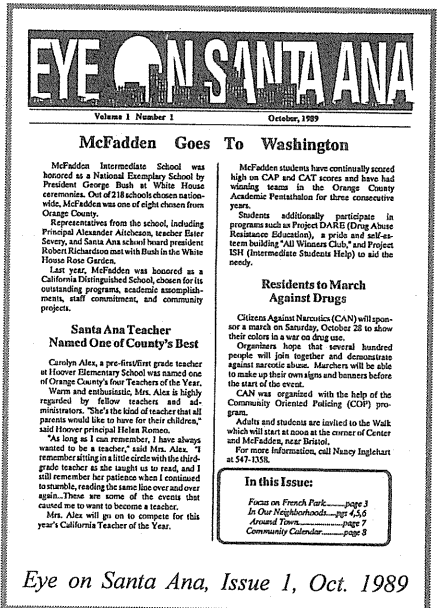 EYE ON SANTA ANA
Volume 1 Number 1
October, 1989
McFadden Goes To Washington
McFadden Intermediate School was
honored as a National Exemplary School by
President George Bush at White House
ceremonies. Out of 218 schools chosen nation-
wide, McFadden was one of eight chosen from
Orange County.
Representatives from the school, including
Principal Alexander Aitcheson, teacher Ester
Severy, and Santa Ana school board president
Robert Richardson met with Bush in the White
House Rose Garden.
Last year, McFadden was honored as a
California Distinguished School, chosen for its
outstanding programs, academic accomplish-
ments, staff commitment, and community
projects.
Santa Ana Teacher
Named One of County's Best
Carolyn Alex, a pre-first/first grade teacher
at Hoover Elementary School was named one
of Orange County's four Teachers of the Year.
Warm and enthusiastic, Mrs. Alex is highly
regarded by fellow teachers and ad-
ministrators. "She's the kind of teacher that all
parents would like to have for their children,"
said Hoover principal Helen Romeo.
"As long as I can remember, I have always
wanted to be a teacher," said Mrs. Alex. "I
remember sitting in a little circle with the third-
grade teacher as she taught us to read, and I
still remember her patience when I continued
to stumble, reading the same line over and over
again...These are some of the events that
caused me to want to become a teacher.
Mrs. Alex will go on to compete for this
year's California Teacher of the Year.
McFadden students have continually scored
high on CAP and CAT scores and have had
winning teams in the Orange County
Academic Pentathalon for three consecutive
years.
Students additionally participate in
programs such as Project DARE (Drug Abuse
Resistance Education), a pride and self-es-
teem building "All Winners Club," and Project
ISH (Intermediate Students Help) to aid the
needy.
Residents to March
Against Drugs
Citizens Against Narcotics (CAN) will spon-
sor a march on Saturday, October 28 to show
their colors in a war on drug use.
Organizers hope that several hundred
people will join together and demonstrate
against narcotic abuse. Marchers will be able
to make up their own signs and banners before
the start of the event.
CAN was organized with the help of the
Community Oriented Policing (COP) pro-
gram.
Adults and students are invited to the Walk
which will start at noon at the corner of Center
and McFadden, near Bristol.
For more information, call Nancy Inglehart
at 547-1358.
In this Issue:
Focus on French Park.........page 3
In Our Neighborhoods....pgs 4,5,6
Around Town....................page 7
Community Calendar........page 8
Eye on Santa Ana, Issue 1, Oct. 1989